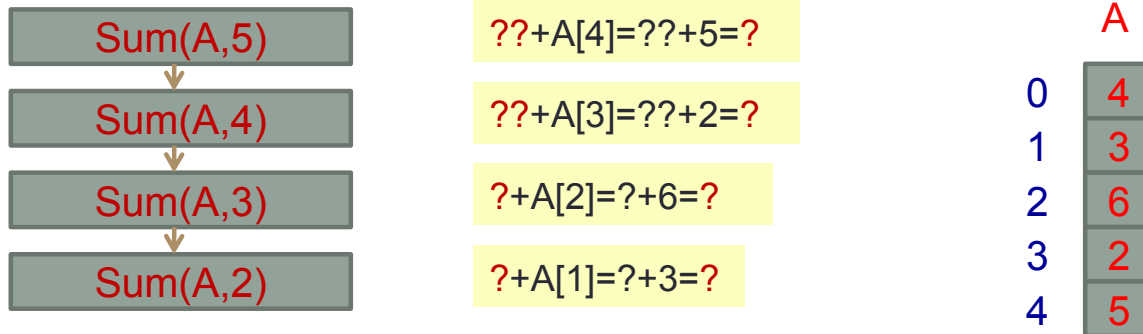 Sum(A,5)
??+A[4]=??+5=?
Sum(A,4)
??+A[3]=??+2=?
Sum(A,3)
?+A[2]=?+6=?
Sum(A,2)
?+A[1]=?+3=?
A
0 4
1 3
2 6
3 2
4 5